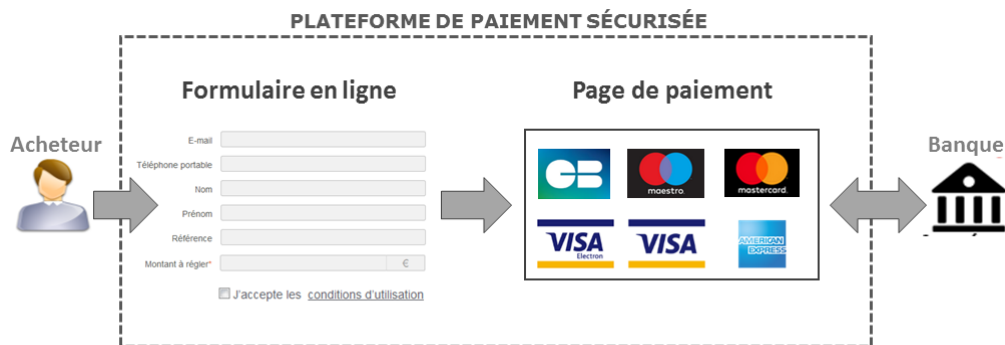 PLATEFORME DE PAIEMENT SÉCURISÉE
Formulaire en ligne
Page de paiement
Acheteur
Banque
E-mail
Téléphone portable
Nom
Prénom
Référence
Montant à régler*
€
J'accepte les conditions d'utilisation
CB
maestro
mastercard.
VISA
Electron
VISA
AMERICAN
EXPRESS